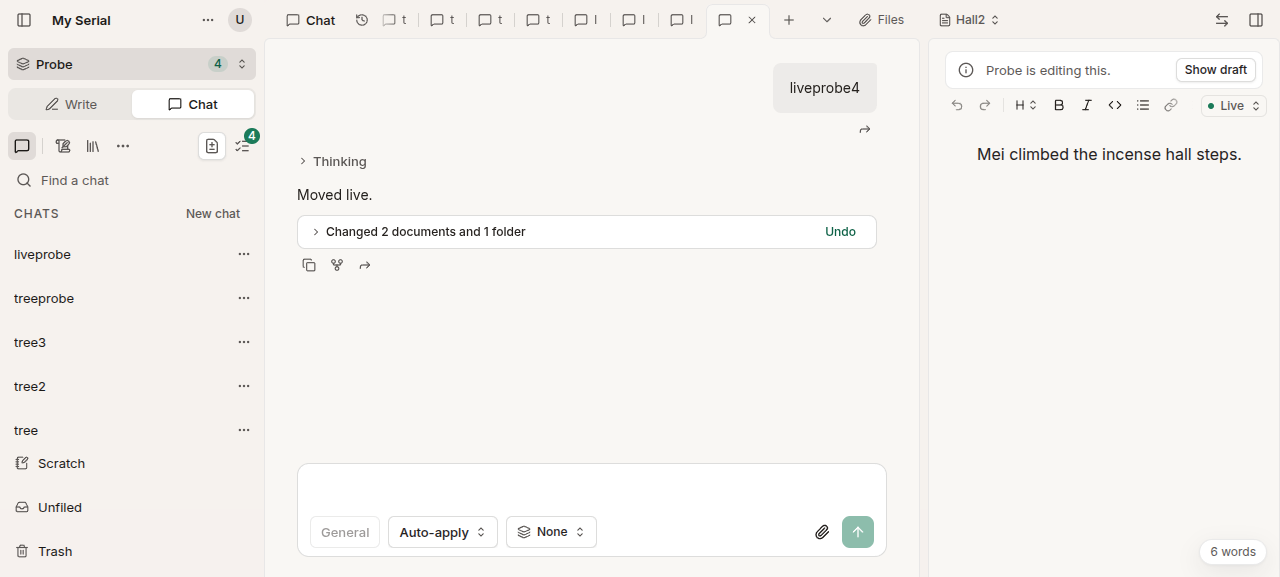 My Serial
U
Probe
4
Write
Chat
4
Find a chat
CHATS
New chat
liveprobe
treeprobe
tree3
tree2
tree
Scratch
Unfiled
Trash
Chat
t
t
t
t
l
l
l
Files
liveprobe4
Thinking
Moved live.
Changed 2 documents and 1 folder
Undo
General
Auto-apply
None
Hall2
Probe is editing this.
Show draft
H
B
I
Live
Mei climbed the incense hall steps.
6 words